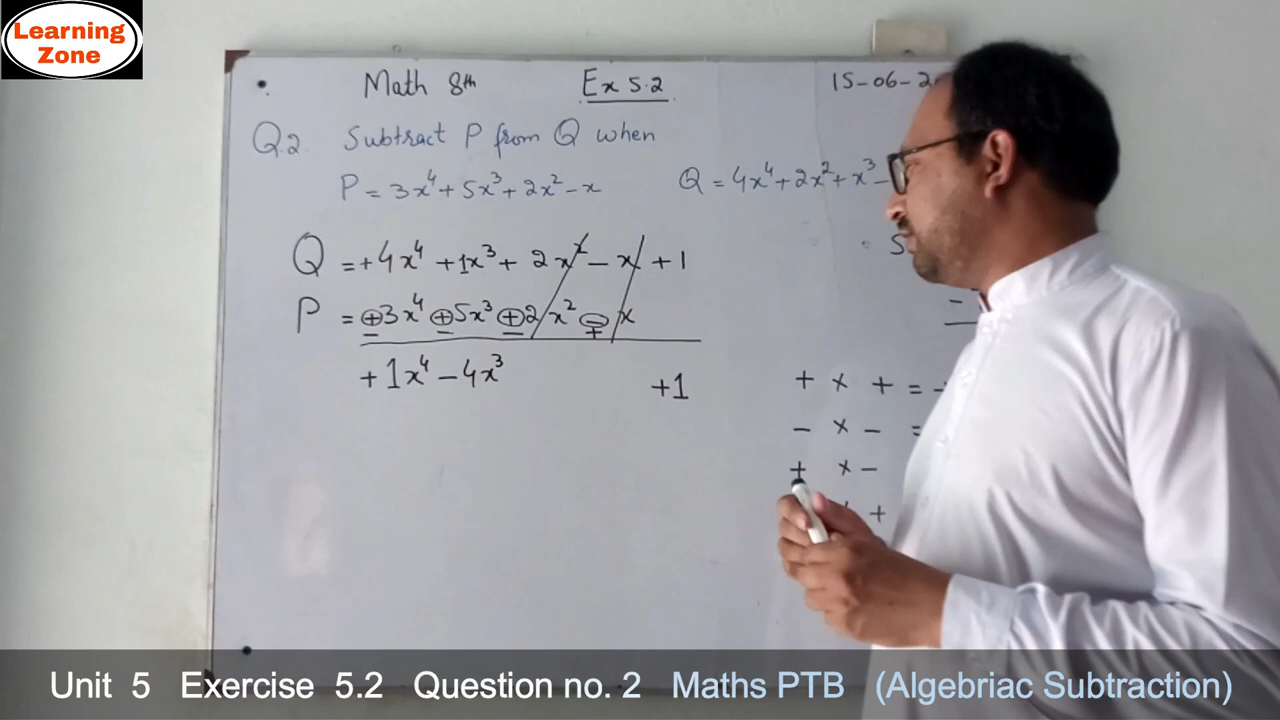 Learning
Zone
Math 8th Ex 5.2 15-06-2
Q.2. Subtract P from Q when
P = 3x⁴ + 5x³ + 2x² - x Q = 4x⁴ + 2x² + x³ -
Q = +4x⁴ +1x³ + 2x² - x +1
S
P = +3x⁴ +5x³ +2x² - x
+1x⁴ - 4x³ +1
+ × + =
- × - =
+ × -
× +
Unit 5 Exercise 5.2 Question no. 2 Maths PTB (Algebriac Subtraction)